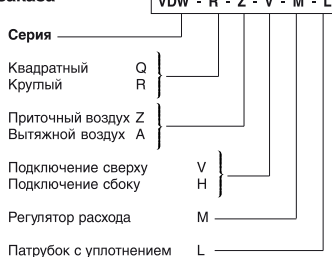 VDW - R - Z - V - M - L
Серия
Квадратный Q
Круглый R
Приточный воздух Z
Вытяжной воздух A
Подключение сверху V
Подключение сбоку H
Регулятор расхода M
Патрубок с уплотнением L